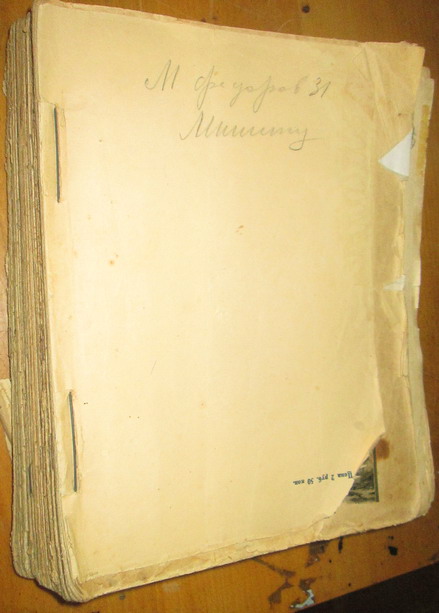 М Федоров 31
Мишину
Цена 2 руб. 50 коп.